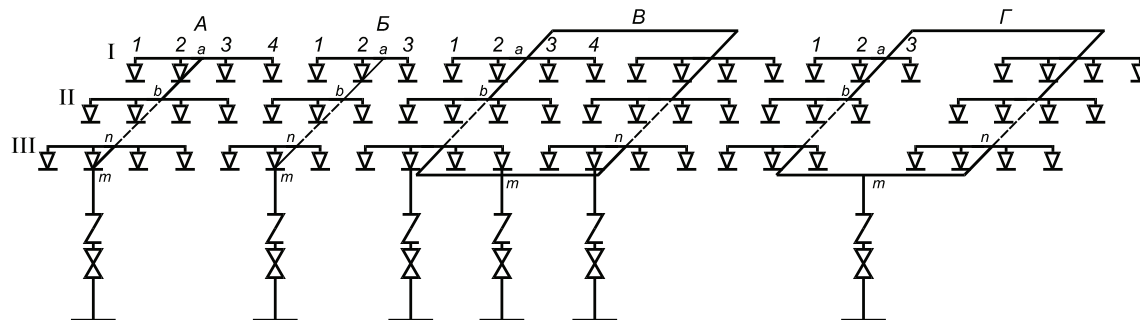 А Б В Г
I 1 2 a 3 4 1 2 a 3 1 2 a 3 4 1 2 a 3
II b b b b
III n n n n
m m m m